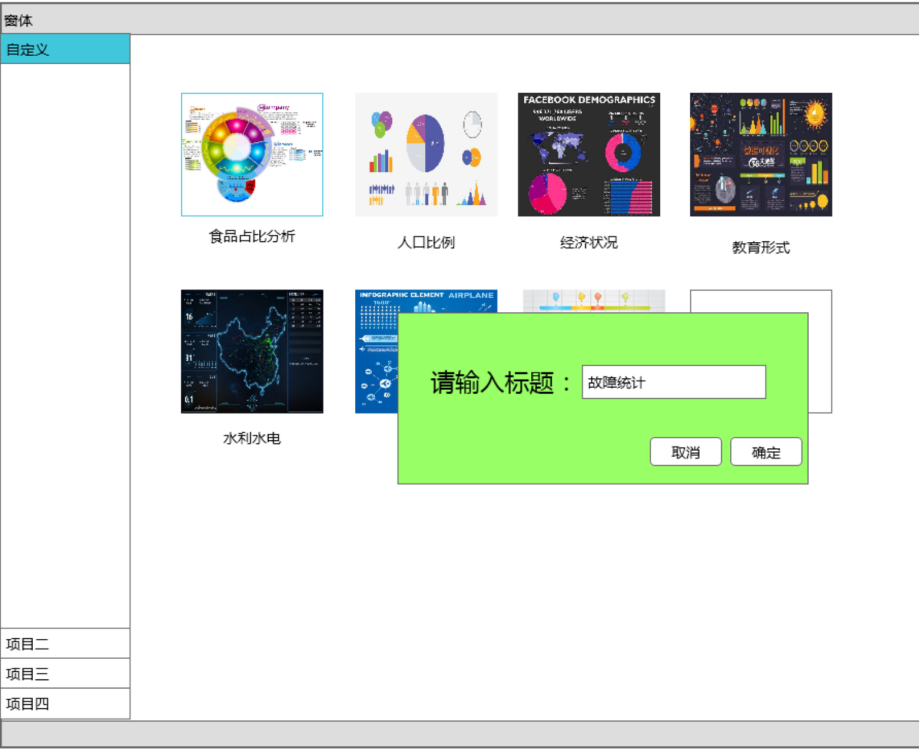 窗体
自定义
FACEBOOK DEMOGRAPHICS
WORLDWIDE
食品占比分析
人口比例
经济状况
教育形式
INFOGRAPHIC ELEMENT AIRPLANE
水利水电
请输入标题：
故障统计
取消
确定
项目二
项目三
项目四